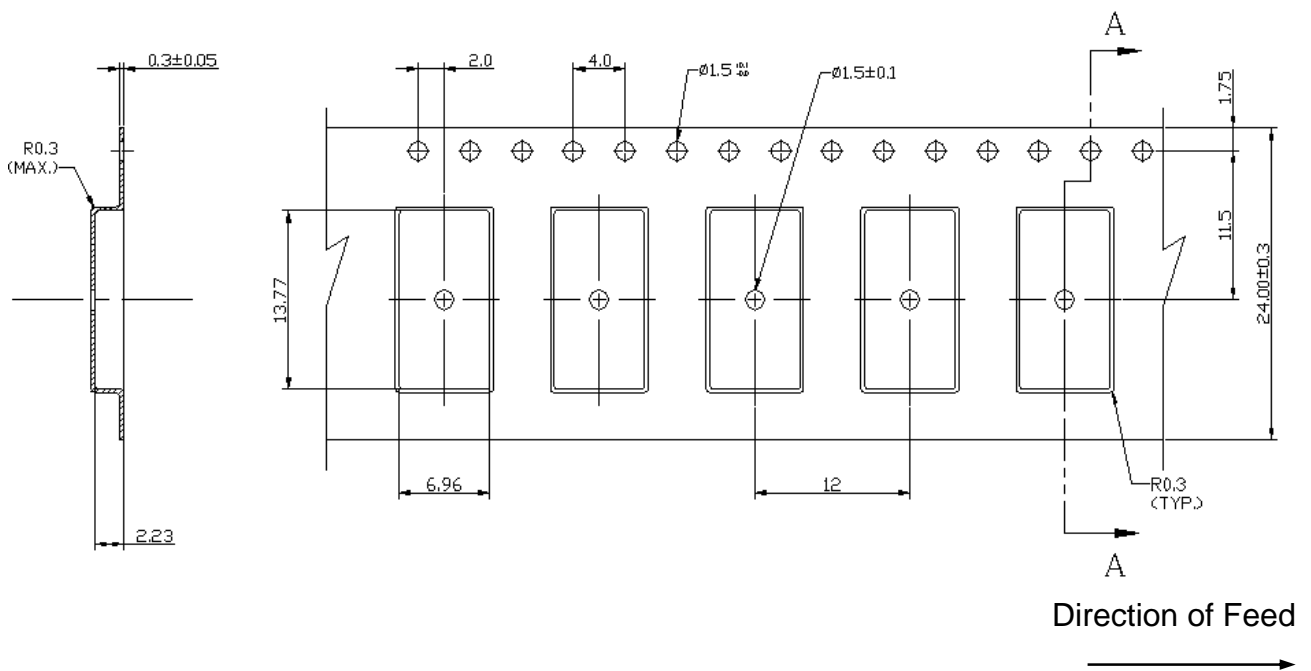 A
0.3±0.05
2.0
4.0
Ø1.5
Ø1.5±0.1
1.75
R0.3
(MAX.)
11.5
24.00±0.3
13.77
6.96
12
R0.3
(TYP.)
2.23
A
Direction of Feed